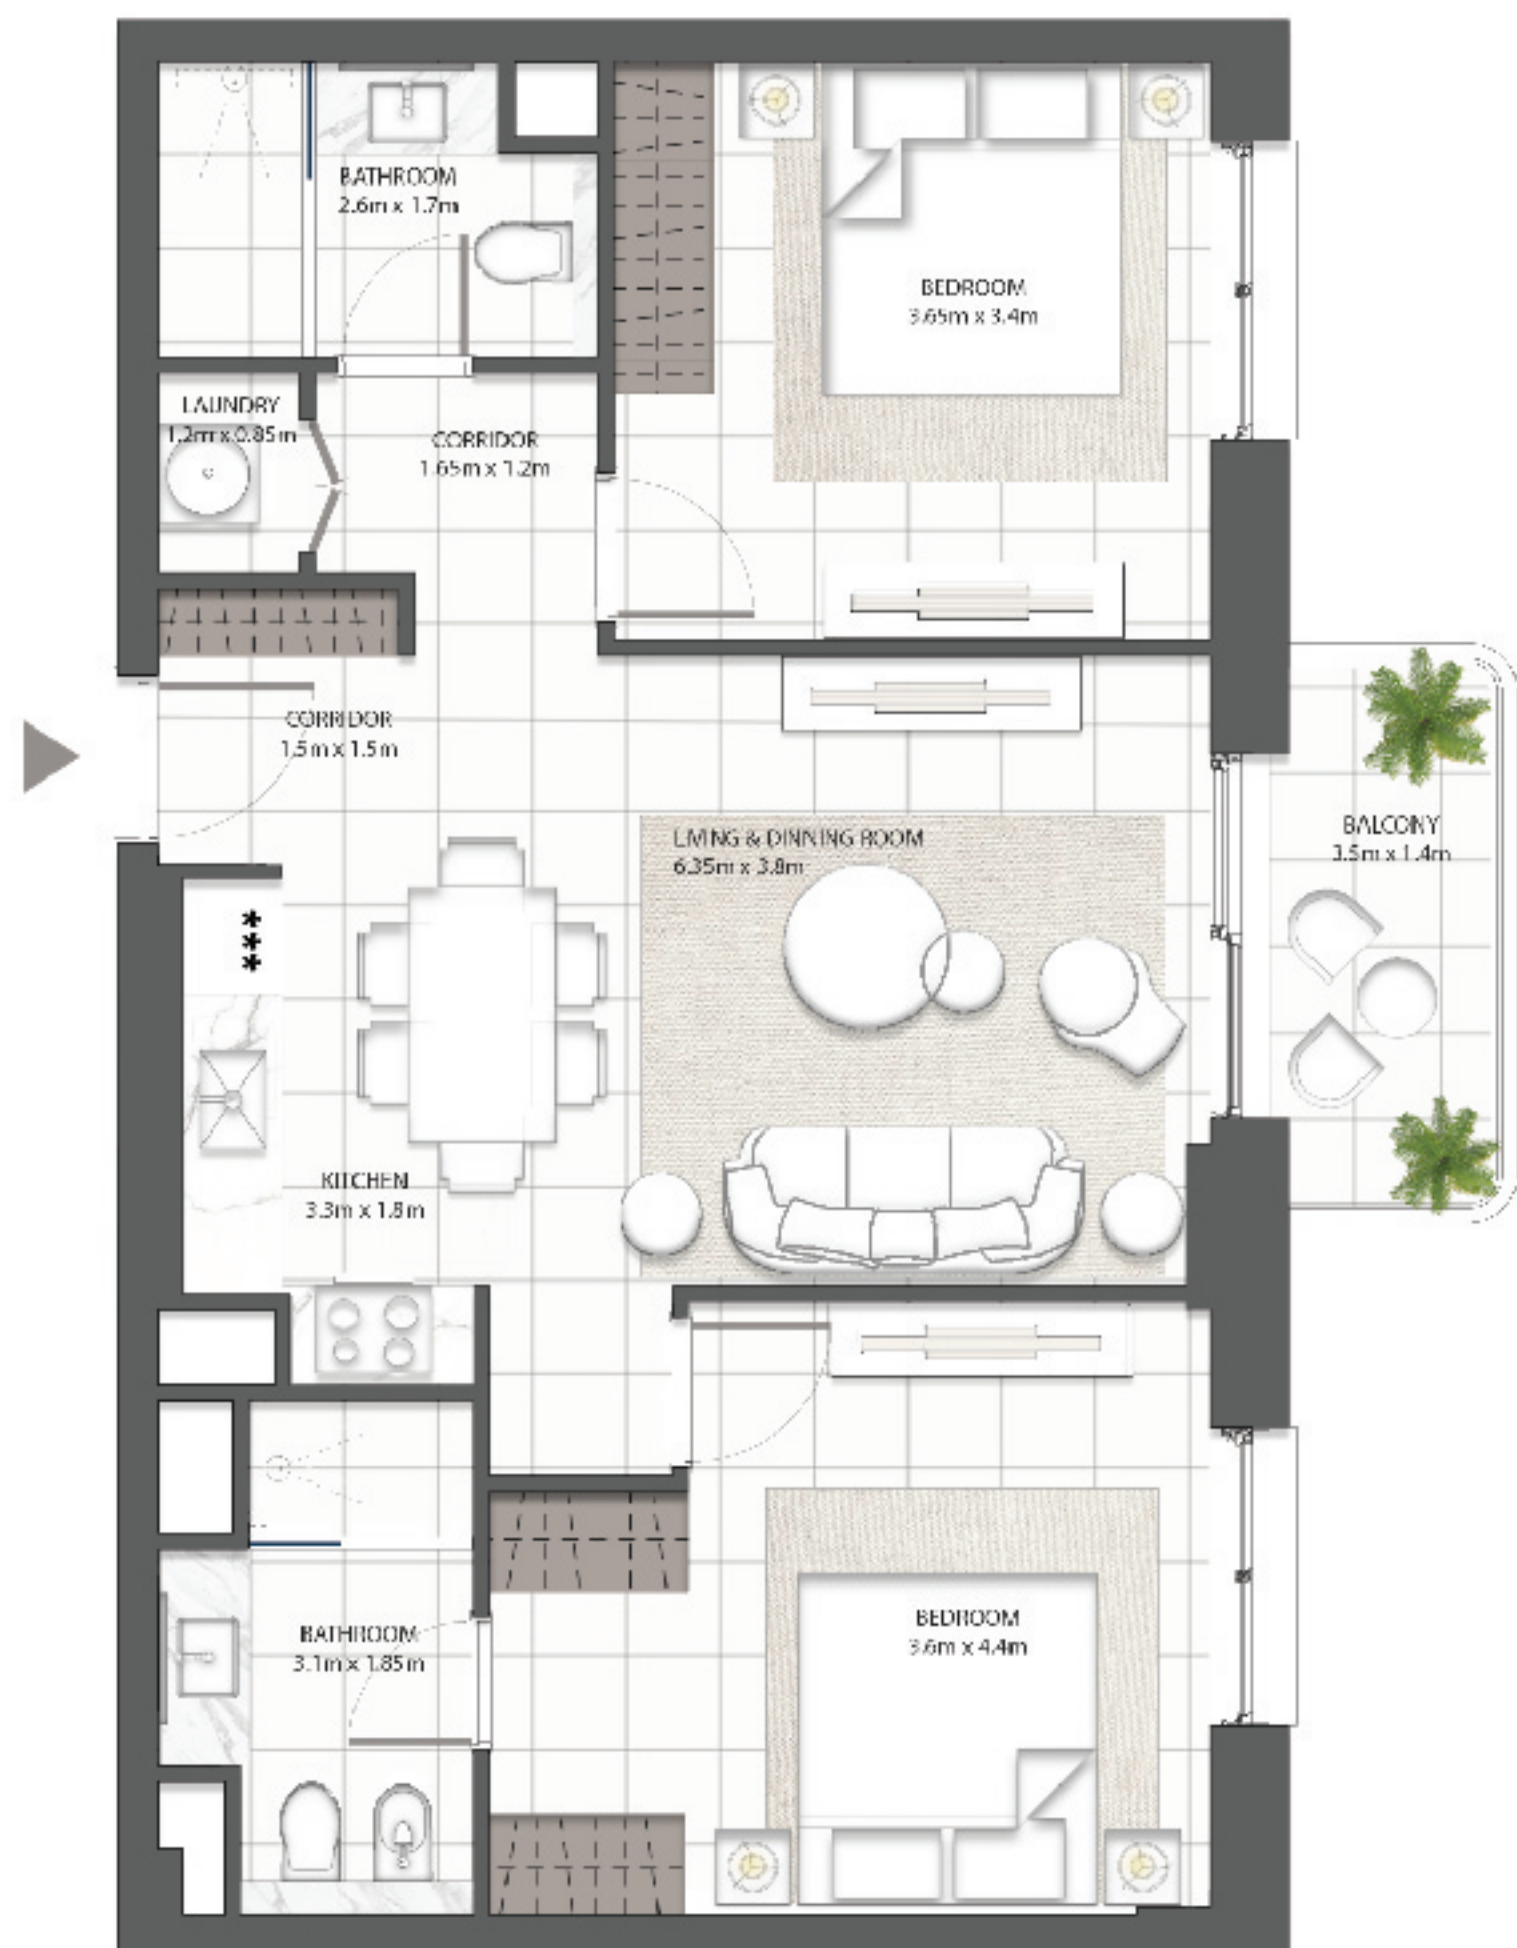 BATHROOM
2.6m x 1.7m
BEDROOM
3.65m x 3.4m
LAUNDRY
1.2m x 0.85m
CORRIDOR
1.65m x 1.2m
CORRIDOR
1.5m x 1.5m
LIVING & DINNING ROOM
6.35m x 3.8m
BALCONY
3.5m x 1.4m
***
KITCHEN
3.3m x 1.8m
BATHROOM
3.1m x 1.85m
BEDROOM
3.6m x 4.4m